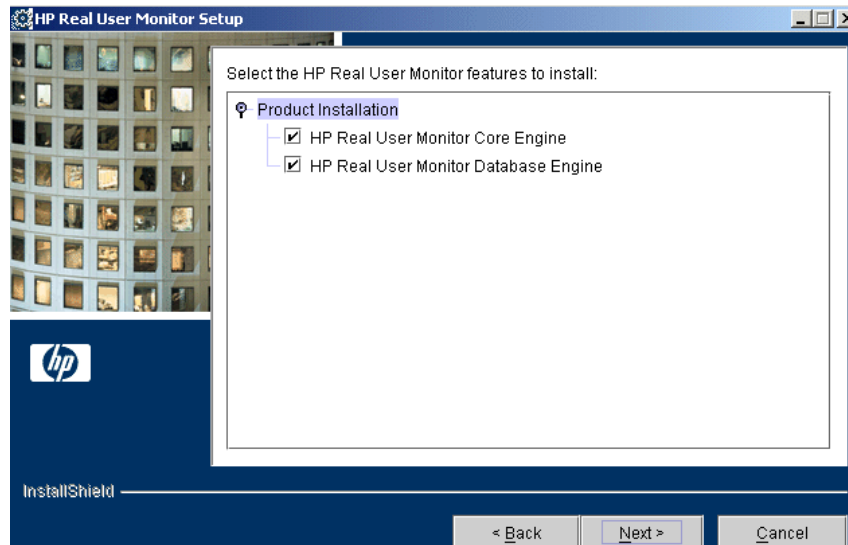 HP Real User Monitor Setup
Select the HP Real User Monitor features to install:
Product Installation
HP Real User Monitor Core Engine
HP Real User Monitor Database Engine
hp
InstallShield
< Back Next > Cancel